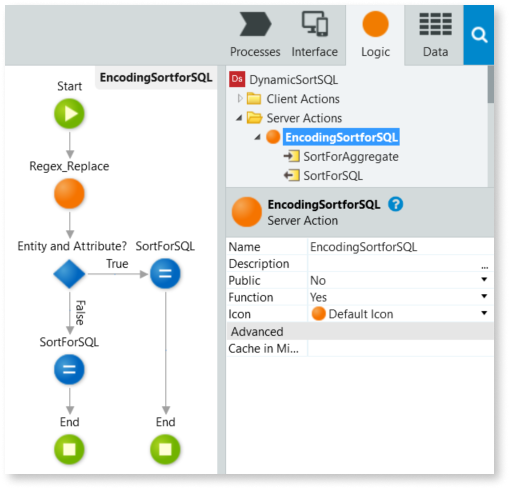 Processes Interface Logic Data
EncodingSortforSQL
Start
Regex_Replace
Entity and Attribute? SortForSQL
True
False
SortForSQL
End End
Ds DynamicSortSQL
Client Actions
Server Actions
EncodingSortforSQL
SortForAggregate
SortForSQL
EncodingSortforSQL ?
Server Action
Name EncodingSortforSQL
Description ...
Public No
Function Yes
Icon Default Icon
Advanced
Cache in Mi...